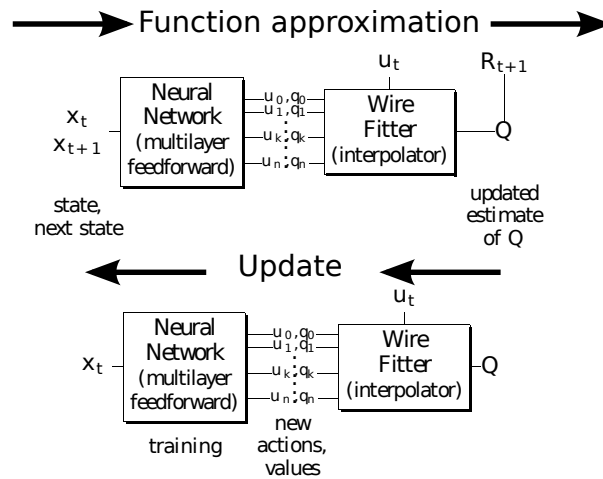 Function approximation
u_t
R_t+1
Neural
Network
(multilayer
feedforward)
u_0,q_0
u_1,q_1
u_k,q_k
u_n,q_n
Wire
Fitter
(interpolator)
Q
x_t
x_t+1
state,
next state
updated
estimate
of Q
Update
u_t
Neural
Network
(multilayer
feedforward)
u_0,q_0
u_1,q_1
u_k,q_k
u_n,q_n
Wire
Fitter
(interpolator)
x_t
Q
training
new
actions,
values